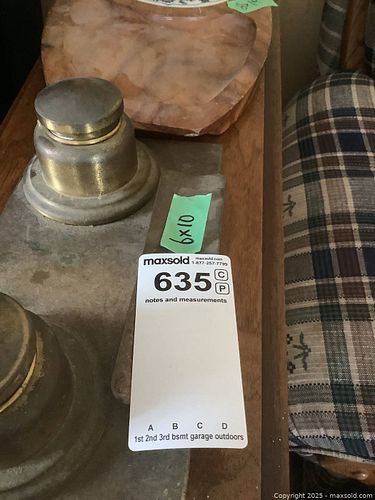 6x10
maxsold maxsold.com
1-877-257-7790
635 C
P
notes and measurements
A B C D
1st 2nd 3rd bsmt garage outdoors
Copyright © 2025 - maxsold.com